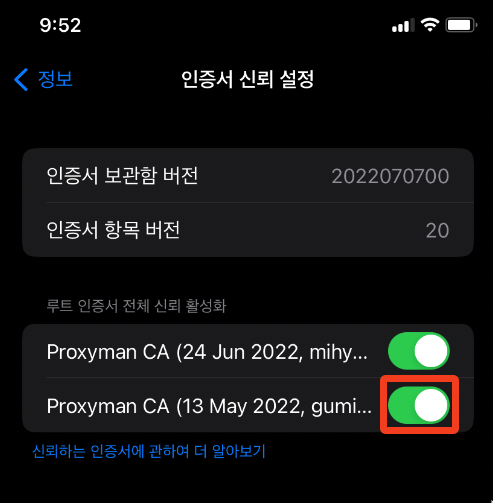 9:52
정보
인증서 신뢰 설정
인증서 보관함 버전 2022070700
인증서 항목 버전 20
루트 인증서 전체 신뢰 활성화
Proxyman CA (24 Jun 2022, mihy...
Proxyman CA (13 May 2022, gumi...
신뢰하는 인증서에 관하여 더 알아보기